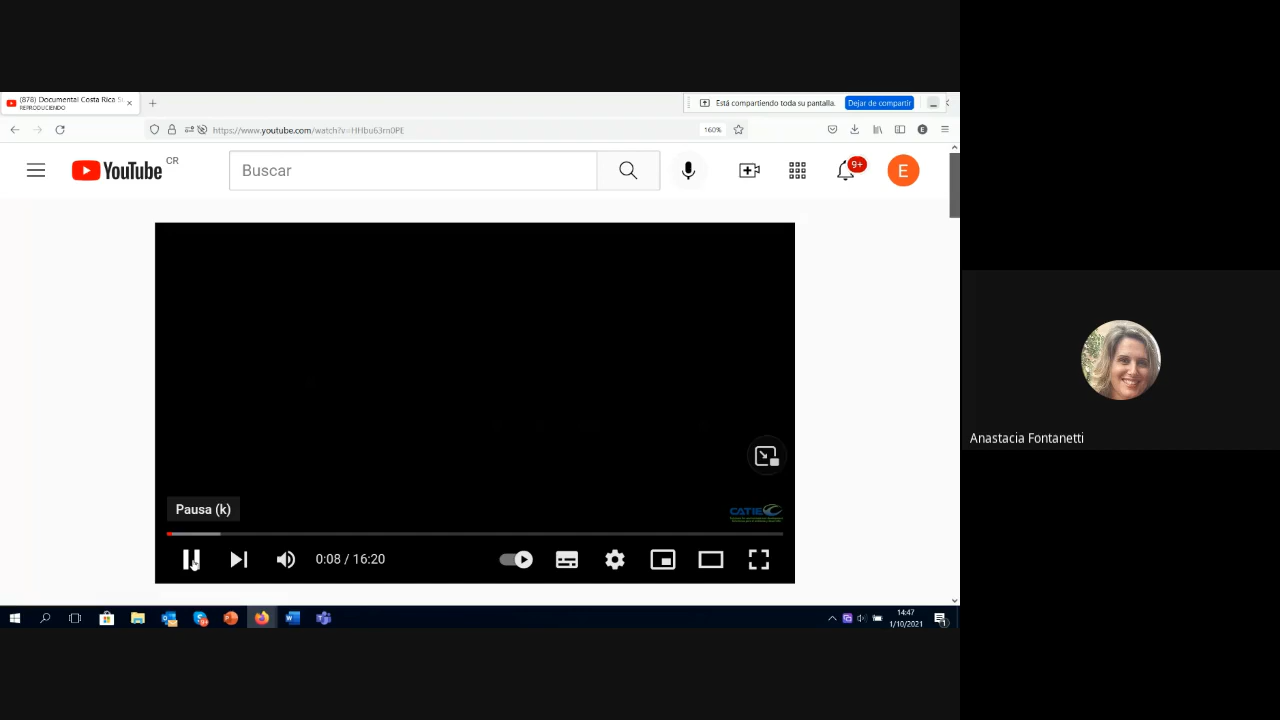 (878) Documental Costa Rica Su
REPRODUCIENDO
Está compartiendo toda su pantalla.
Dejar de compartir
https://www.youtube.com/watch?v=HHbu63rn0PE
160%
YouTube CR
Buscar
9+
E
Pausa (k)
CATIE
0:08 / 16:20
Anastacia Fontanetti
14:47
1/10/2021